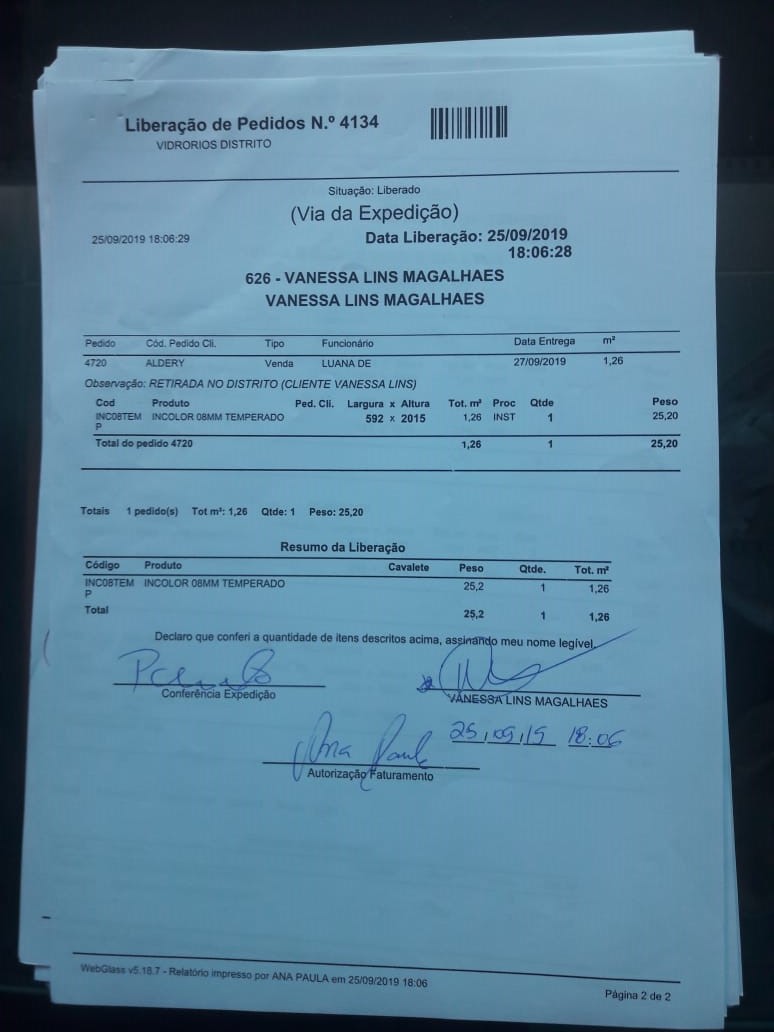 Liberação de Pedidos N.º 4134
VIDRORIOS DISTRITO
Situação: Liberado
(Via da Expedição)
25/09/2019 18:06:29
Data Liberação: 25/09/2019
18:06:28
626 - VANESSA LINS MAGALHAES
VANESSA LINS MAGALHAES
Pedido Cód. Pedido Cli. Tipo Funcionário Data Entrega m²
4720 ALDERY Venda LUANA DE 27/09/2019 1,26
Observação: RETIRADA NO DISTRITO (CLIENTE VANESSA LINS)
Cod Produto Ped. Cli. Largura x Altura Tot. m² Proc Qtde Peso
INC08TEM INCOLOR 08MM TEMPERADO 592 x 2015 1,26 INST 1 25,20
P
Total do pedido 4720 1,26 1 25,20
Totais 1 pedido(s) Tot m²: 1,26 Qtde: 1 Peso: 25,20
Resumo da Liberação
Código Produto Cavalete Peso Qtde. Tot. m²
INC08TEM INCOLOR 08MM TEMPERADO 25,2 1 1,26
P
Total 25,2 1 1,26
Declaro que conferi a quantidade de itens descritos acima, assinando meu nome legível.
Conferência Expedição
VANESSA LINS MAGALHAES
Ana Paula 25/09/19 18:06
Autorização Faturamento
WebGlass v5.18.7 - Relatório impresso por ANA PAULA em 25/09/2019 18:06
Página 2 de 2